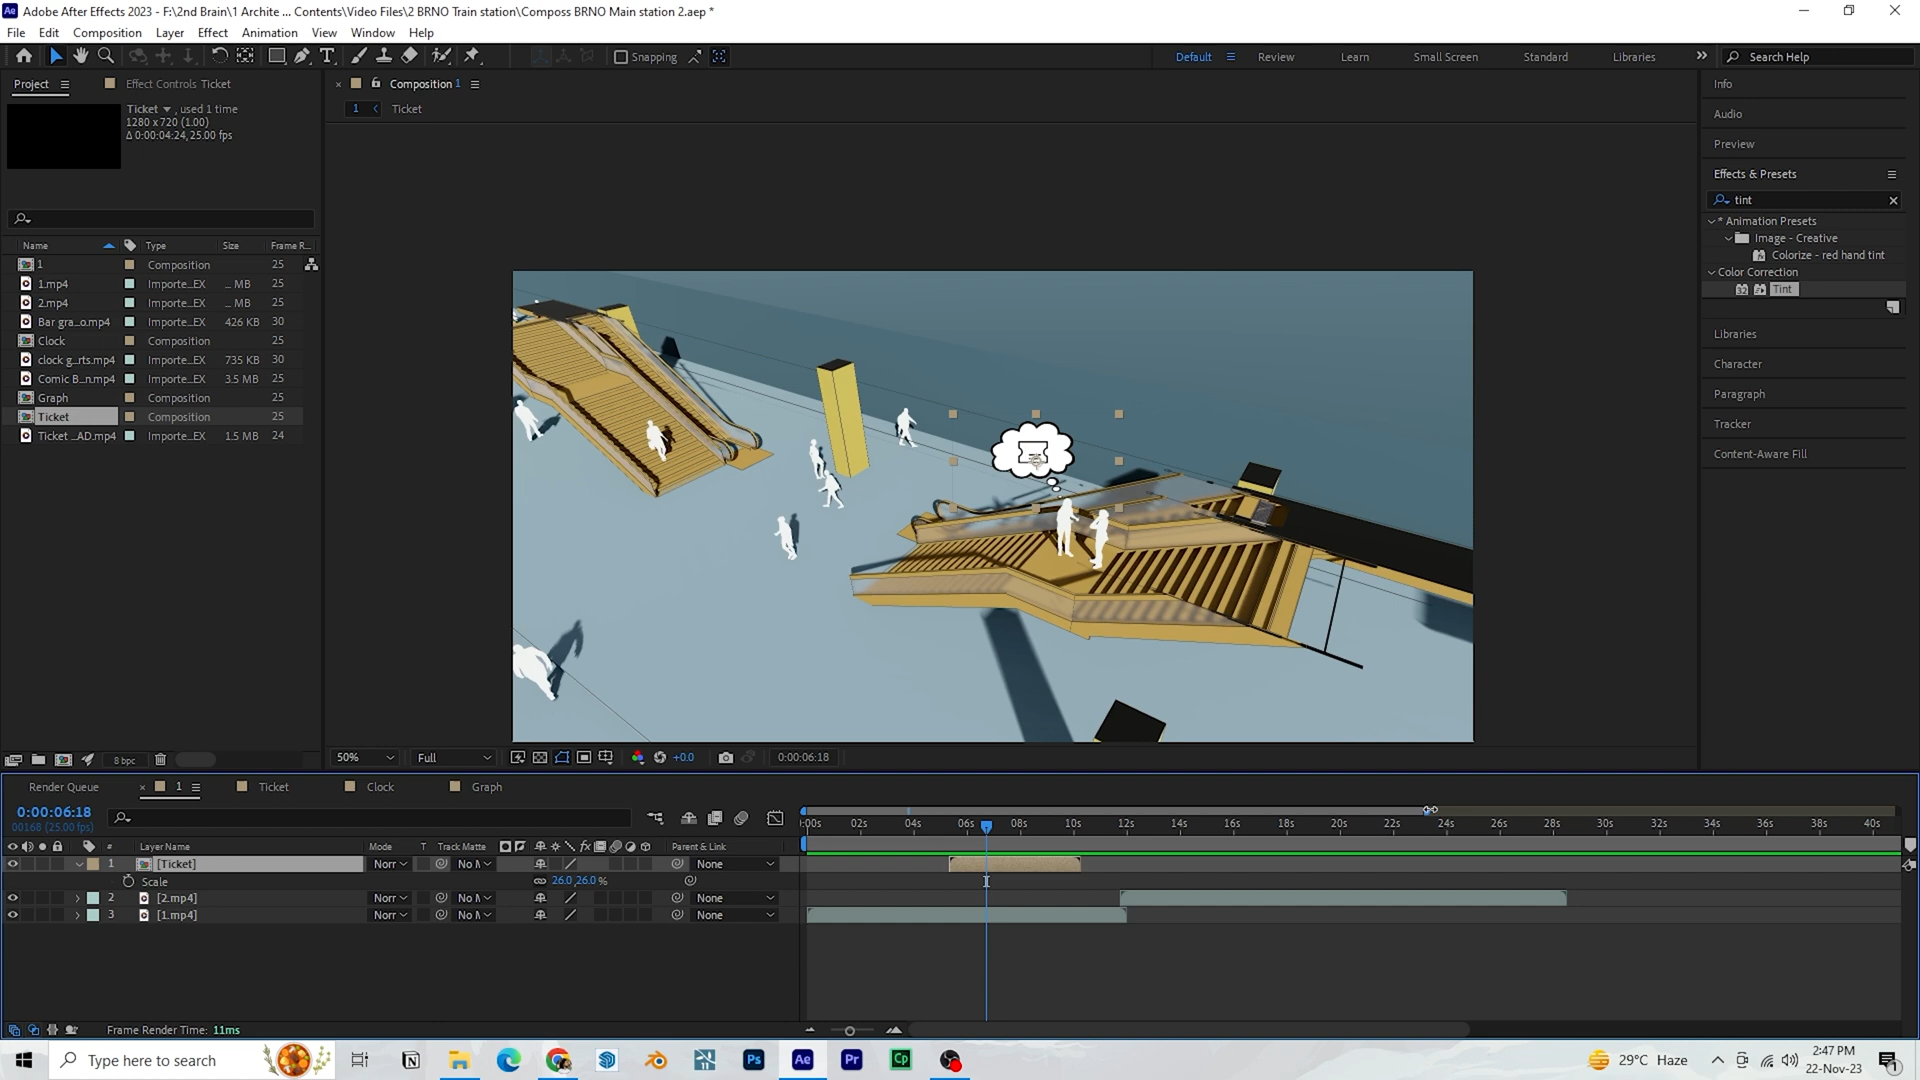 Adobe After Effects 2023 - F:\2nd Brain\1 Archite ... Contents\Video Files\2 BRNO Train station\Composs BRNO Main station 2.aep *
File Edit Composition Layer Effect Animation View Window Help
Snapping
Default Review Learn Small Screen Standard Libraries Search Help
Project Effect Controls Ticket
Ticket , used 1 time
1280 x 720 (1.00)
Δ 0:00:04:24, 25.00 fps
Composition 1
1 Ticket
Name Type Size Frame R...
1 Composition 25
1.mp4 Importe...EX ... MB 25
2.mp4 Importe...EX ... MB 25
Bar gra...o.mp4 Importe...EX 426 KB 30
Clock Composition 25
clock g...rts.mp4 Importe...EX 735 KB 30
Comic B...n.mp4 Importe...EX 3.5 MB 25
Graph Composition 25
Ticket Composition 25
Ticket ...AD.mp4 Importe...EX 1.5 MB 24
8 bpc
50% Full +0.0 0:00:06:18
Info
Audio
Preview
Effects & Presets
tint
* Animation Presets
Image - Creative
Colorize - red hand tint
Color Correction
32 Tint
Libraries
Character
Paragraph
Tracker
Content-Aware Fill
Render Queue 1 Ticket Clock Graph
0:00:06:18
00168 (25.00 fps)
:00s 02s 04s 06s 08s 10s 12s 14s 16s 18s 20s 22s 24s 26s 28s 30s 32s 34s 36s 38s 40s
# Layer Name Mode T Track Matte fx Parent & Link
1 [Ticket] Norr No M None
Scale 26.0,26.0 %
2 [2.mp4] Norr No M None
3 [1.mp4] Norr No M None
Frame Render Time: 11ms
Type here to search
Ps Ae Pr Cp
29°C Haze
2:47 PM
22-Nov-23
1